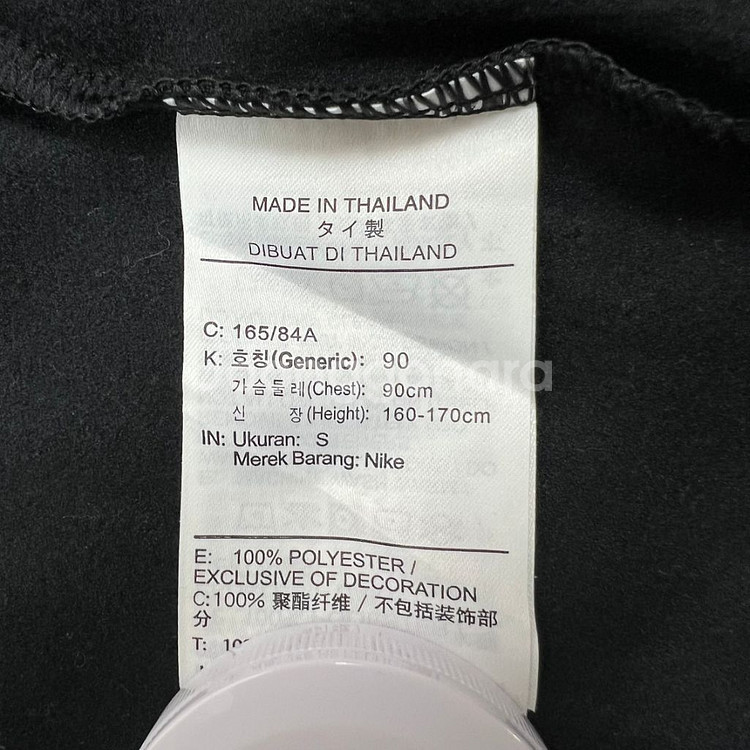 MADE IN THAILAND
タイ製
DIBUAT DI THAILAND
C: 165/84A
K: 호칭(Generic): 90
가슴둘레(Chest): 90cm
신 장(Height): 160-170cm
IN: Ukuran: S
Merek Barang: Nike
E: 100% POLYESTER /
EXCLUSIVE OF DECORATION
C:100% 聚酯纤维 / 不包括装饰部
分
T: